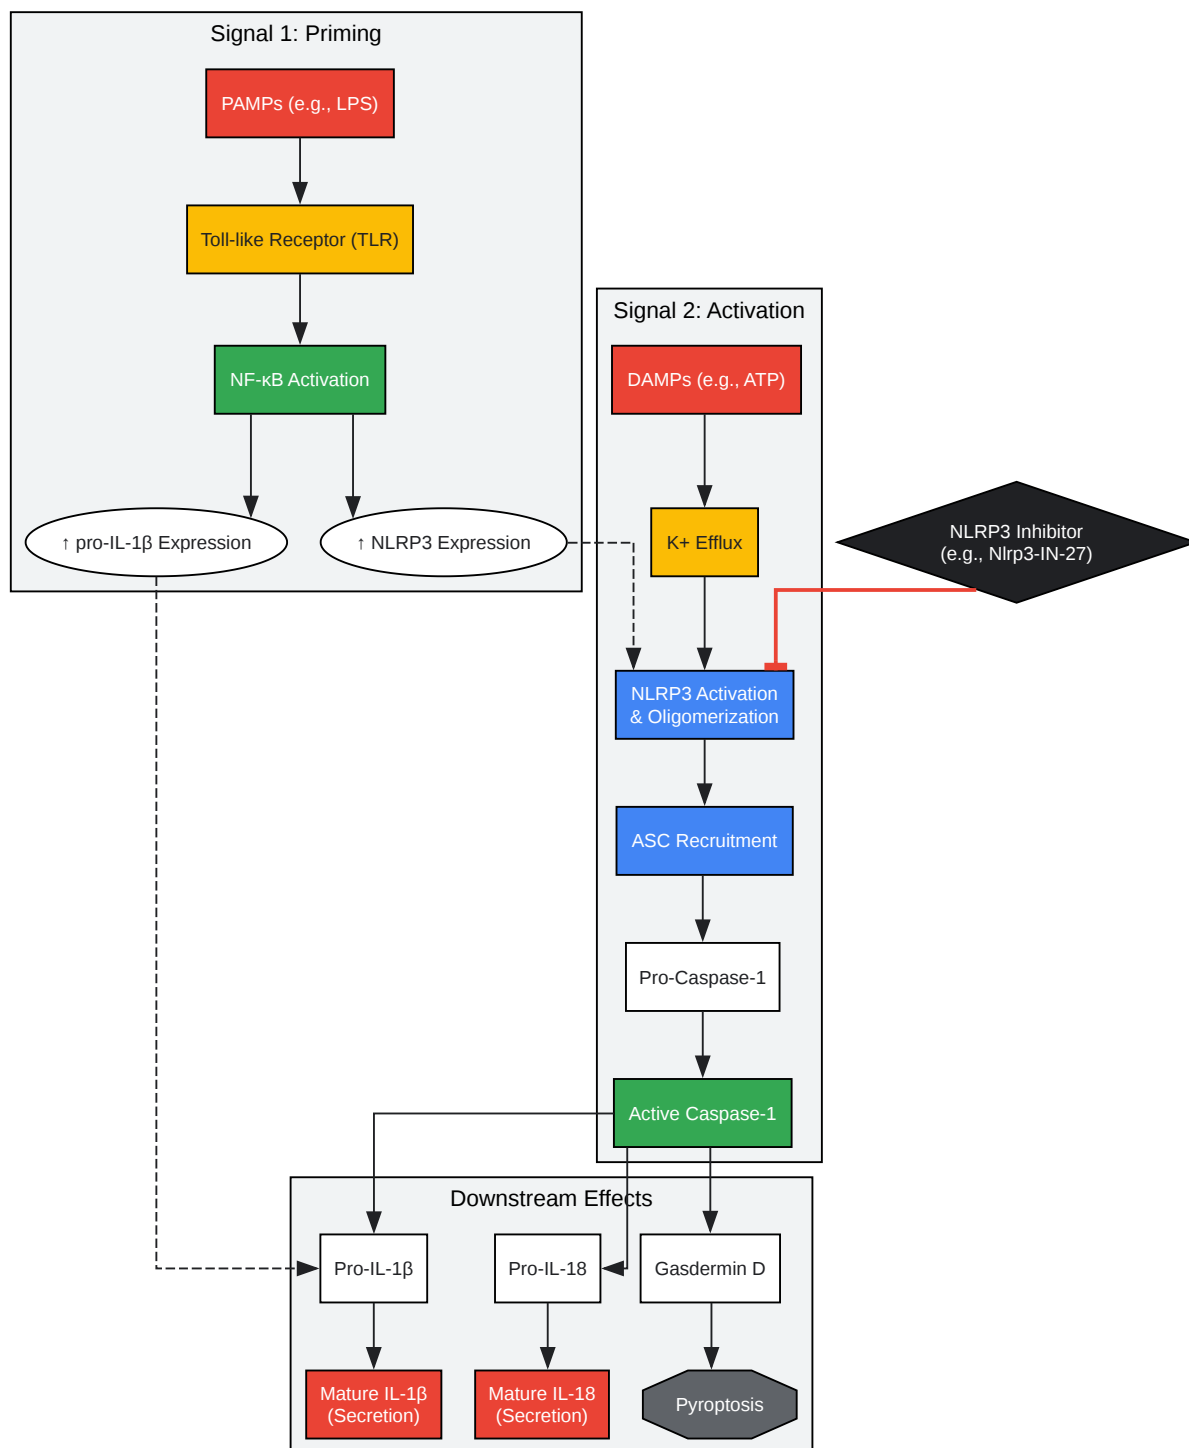 Signal 1: Priming
PAMPs (e.g., LPS)
Toll-like Receptor (TLR)
NF-κB Activation
↑ pro-IL-1β Expression
↑ NLRP3 Expression
Signal 2: Activation
DAMPs (e.g., ATP)
K+ Efflux
NLRP3 Inhibitor
(e.g., Nlrp3-IN-27)
NLRP3 Activation
& Oligomerization
ASC Recruitment
Pro-Caspase-1
Active Caspase-1
Downstream Effects
Pro-IL-1β
Pro-IL-18
Gasdermin D
Mature IL-1β
(Secretion)
Mature IL-18
(Secretion)
Pyroptosis